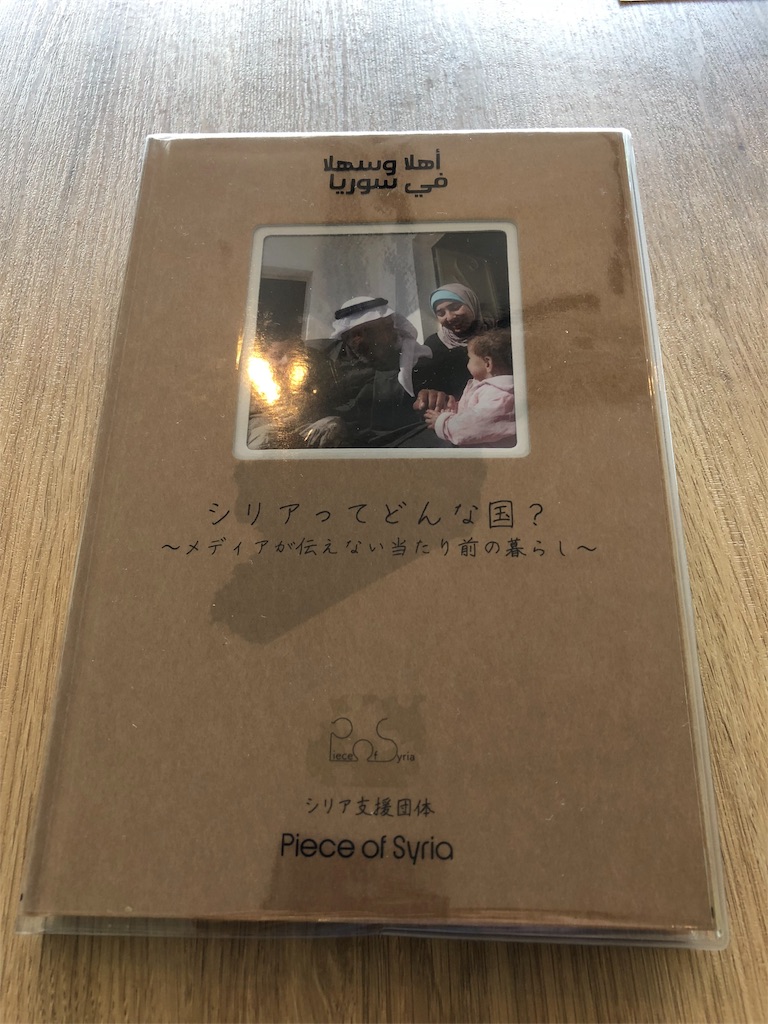 أهلا وسهلا
في سوريا
シリアってどんな国?
～メディアが伝えない当たり前の暮らし～
Piece Of Syria
シリア支援団体
Piece of Syria